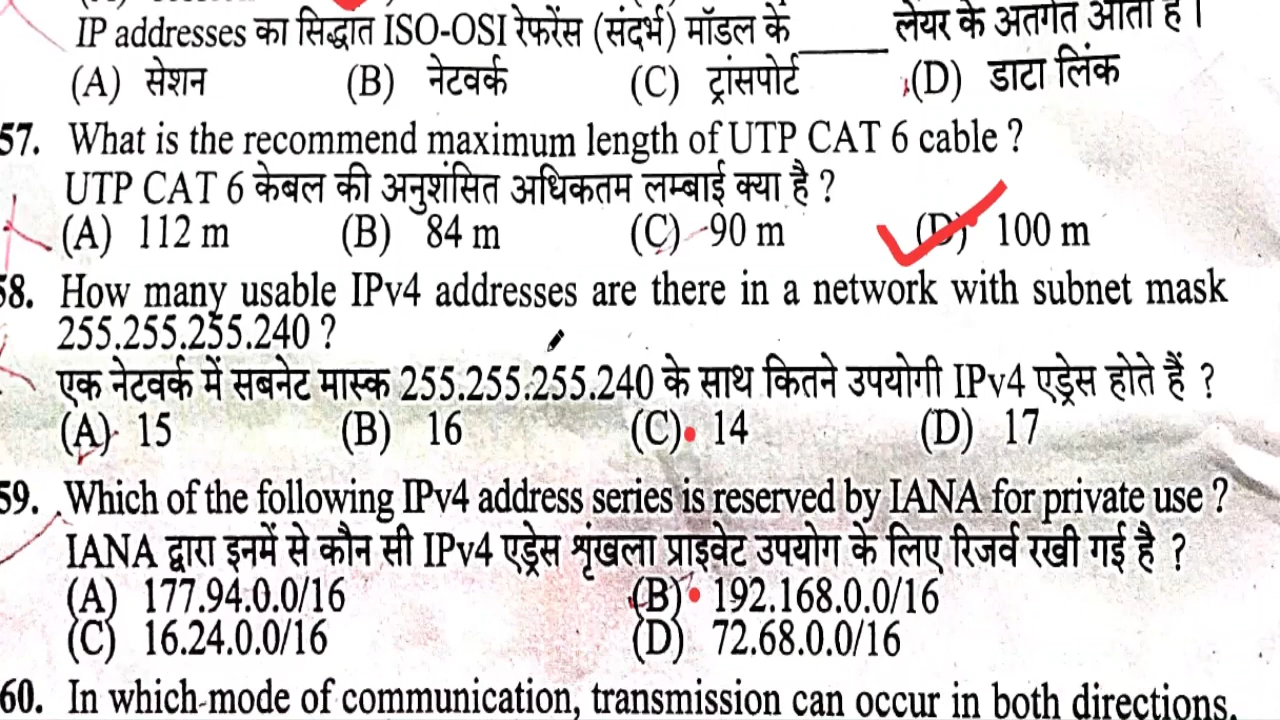 IP addresses का सिद्धांत ISO-OSI रेफरेंस (संदर्भ) मॉडल के ______ लेयर के अंतर्गत आता है।
(A) सेशन (B) नेटवर्क (C) ट्रांसपोर्ट (D) डाटा लिंक
57. What is the recommend maximum length of UTP CAT 6 cable ?
UTP CAT 6 केबल की अनुशंसित अधिकतम लम्बाई क्या है ?
(A) 112 m (B) 84 m (C) 90 m (D) 100 m
58. How many usable IPv4 addresses are there in a network with subnet mask
255.255.255.240 ?
एक नेटवर्क में सबनेट मास्क 255.255.255.240 के साथ कितने उपयोगी IPv4 एड्रेस होते हैं ?
(A) 15 (B) 16 (C) 14 (D) 17
59. Which of the following IPv4 address series is reserved by IANA for private use ?
IANA द्वारा इनमें से कौन सी IPv4 एड्रेस शृंखला प्राइवेट उपयोग के लिए रिजर्व रखी गई है ?
(A) 177.94.0.0/16 (B) 192.168.0.0/16
(C) 16.24.0.0/16 (D) 72.68.0.0/16
60. In which mode of communication, transmission can occur in both directions,